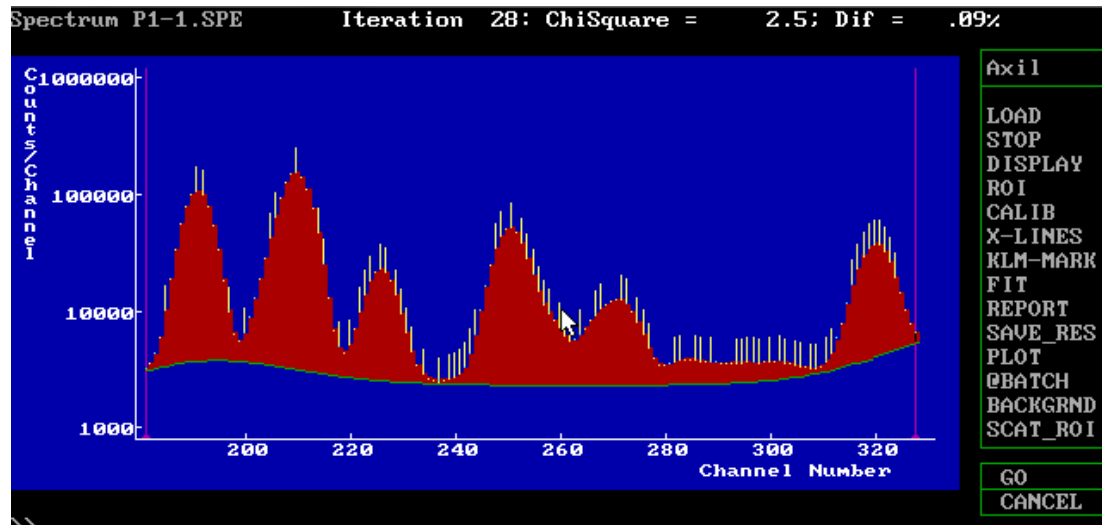 Spectrum P1-1.SPE Iteration 28: ChiSquare = 2.5; Dif = .09%
Counts/Channel
1000000
100000
10000
1000
200 220 240 260 280 300 320
Channel Number
Axil
LOAD
STOP
DISPLAY
ROI
CALIB
X-LINES
KLM-MARK
FIT
REPORT
SAVE_RES
PLOT
@BATCH
BACKGRND
SCAT_ROI
GO
CANCEL
>>